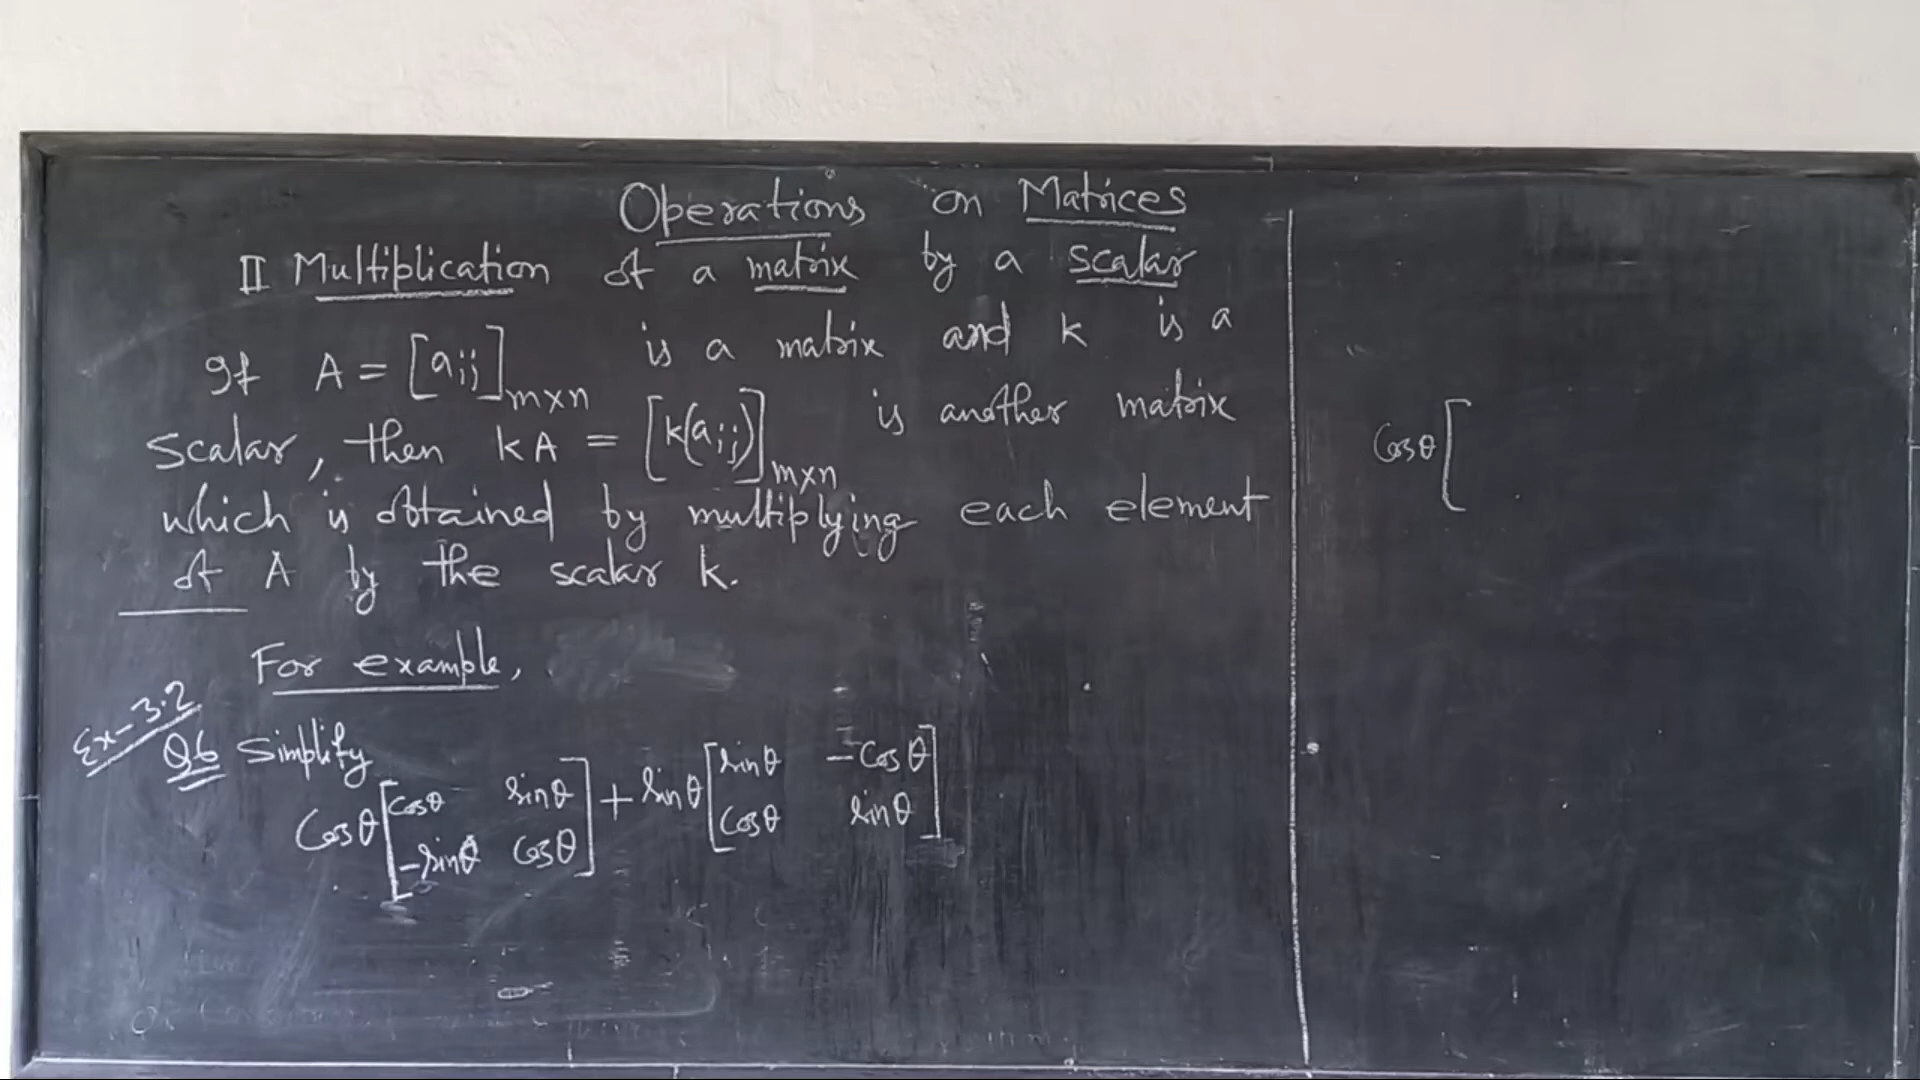 Operations on Matrices
II Multiplication of a matrix by a scalar
If A = [aij]m×n is a matrix and k is a
scalar, then kA = [k(aij)]m×n is another matrix
which is obtained by multiplying each element
of A by the scalar k.
For example,
Ex-3.2
Q6 Simplify
Cosθ [cosθ sinθ -sinθ cosθ] + sinθ [sinθ -cosθ cosθ sinθ]
Cosθ [